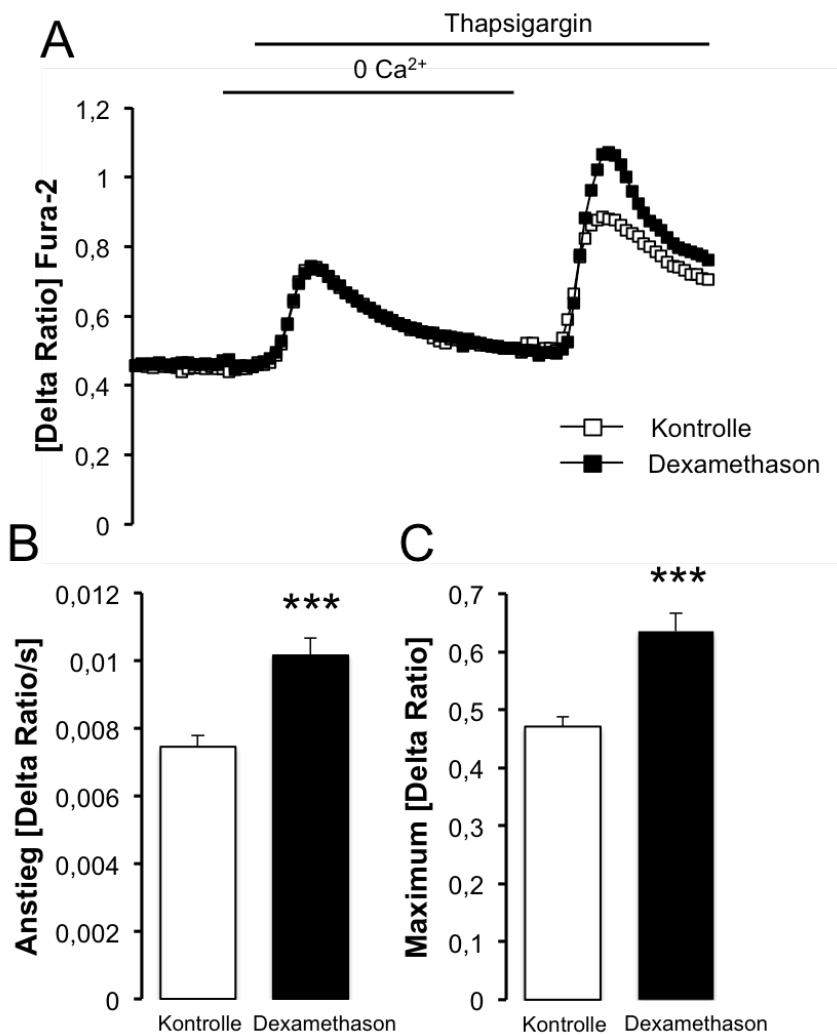 A
Thapsigargin
0 Ca²⁺
[Delta Ratio] Fura-2
1,2
1
0,8
0,6
0,4
0,2
0
Kontrolle
Dexamethason
B
Anstieg [Delta Ratio/s]
0,012
0,01
0,008
0,006
0,004
0,002
0
***
Kontrolle Dexamethason
C
Maximum [Delta Ratio]
0,7
0,6
0,5
0,4
0,3
0,2
0,1
0
***
Kontrolle Dexamethason